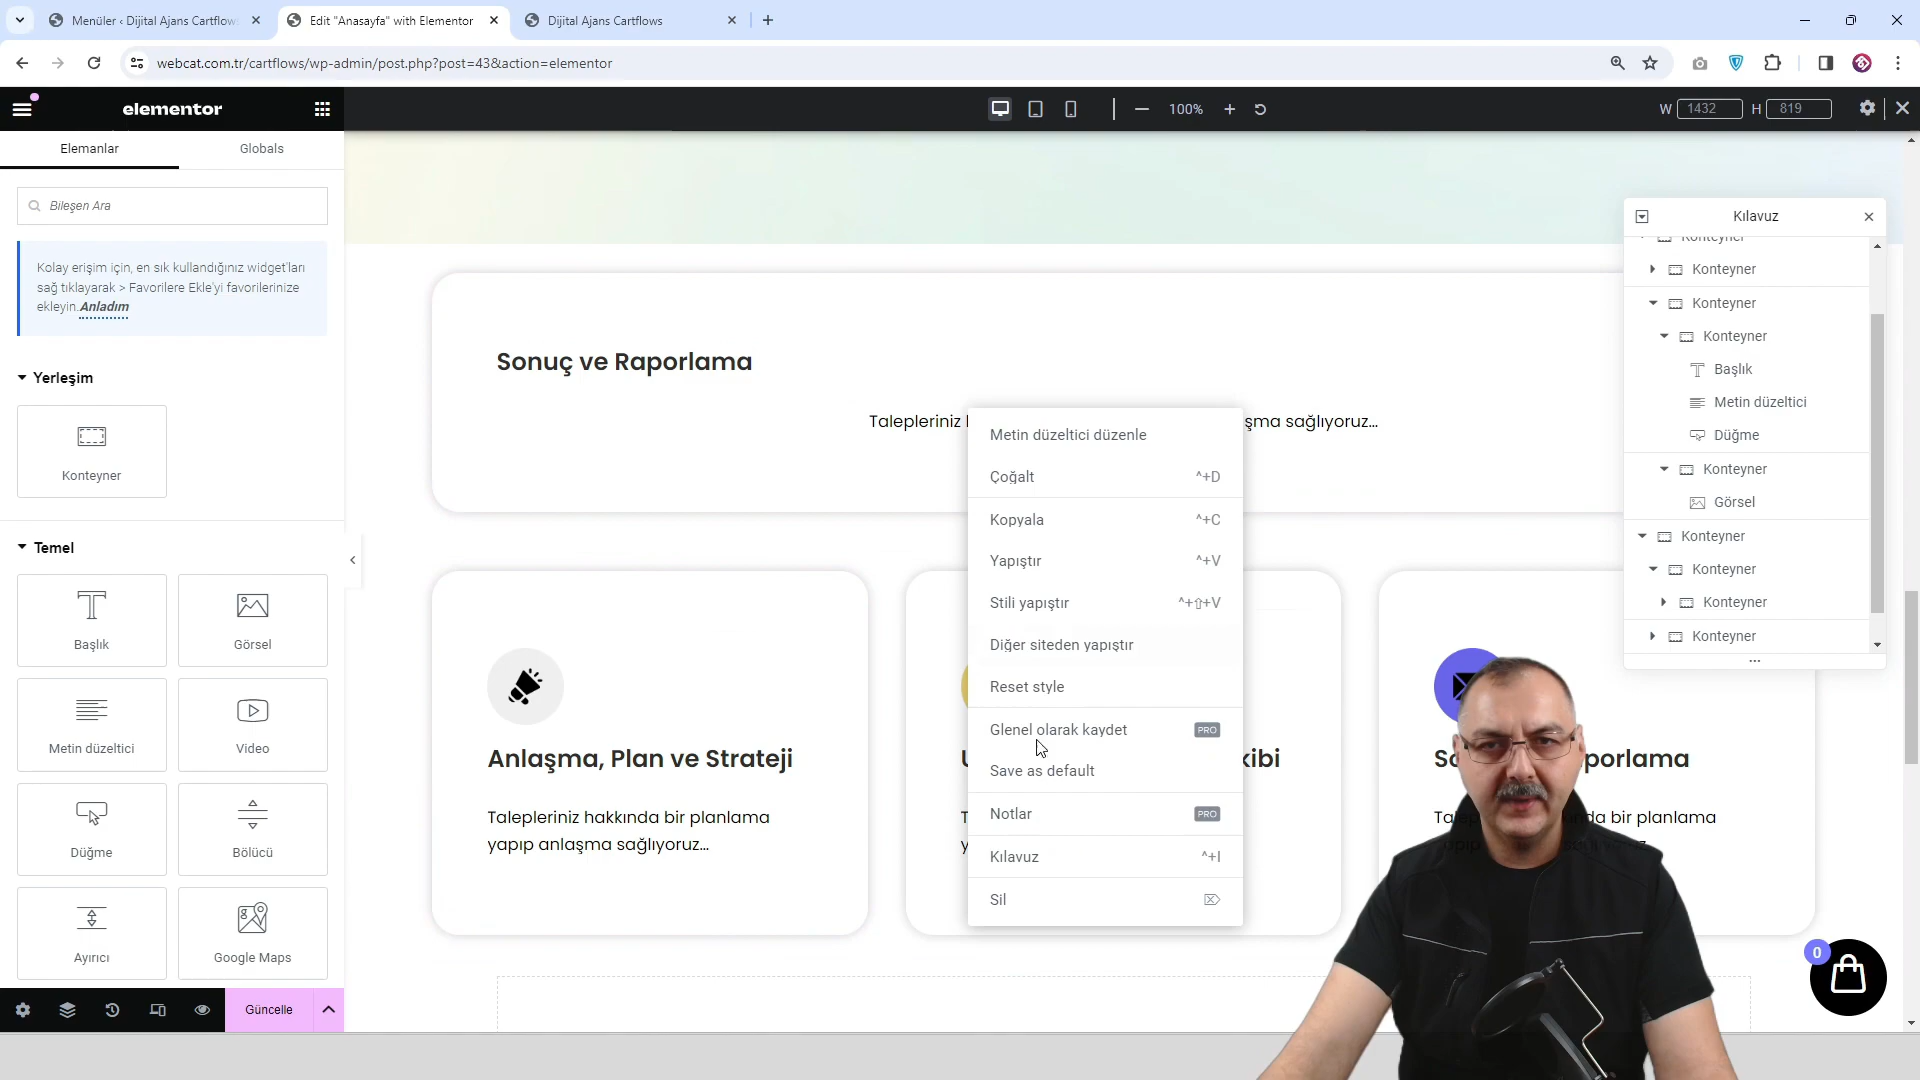 Menüler ‹ Dijital Ajans Cartflow
Edit "Anasayfa" with Elementor
Dijital Ajans Cartflows
webcat.com.tr/cartflows/wp-admin/post.php?post=43&action=elementor
elementor
100%
W 1432 H 819
Elemanlar
Globals
Bileşen Ara
Kolay erişim için, en sık kullandığınız widget'ları
sağ tıklayarak > Favorilere Ekle'yi favorilerinize
ekleyin. Anladım
Yerleşim
Konteyner
Temel
Başlık
Görsel
Metin düzeltici
Video
Düğme
Bölücü
Ayırıcı
Google Maps
Güncelle
Sonuç ve Raporlama
Talepleriniz
şma sağlıyoruz...
Metin düzeltici düzenle
Çoğalt ^+D
Kopyala ^+C
Yapıştır ^+V
Stili yapıştır ^+⇧+V
Diğer siteden yapıştır
Reset style
Glenel olarak kaydet PRO
Save as default
Notlar PRO
Kılavuz ^+I
Sil
Anlaşma, Plan ve Strateji
Talepleriniz hakkında bir planlama
yapıp anlaşma sağlıyoruz...
kibi
porlama
bir planlama
Kılavuz
Konteyner
Konteyner
Konteyner
Konteyner
Başlık
Metin düzeltici
Düğme
Konteyner
Görsel
Konteyner
Konteyner
Konteyner
Konteyner
...
0